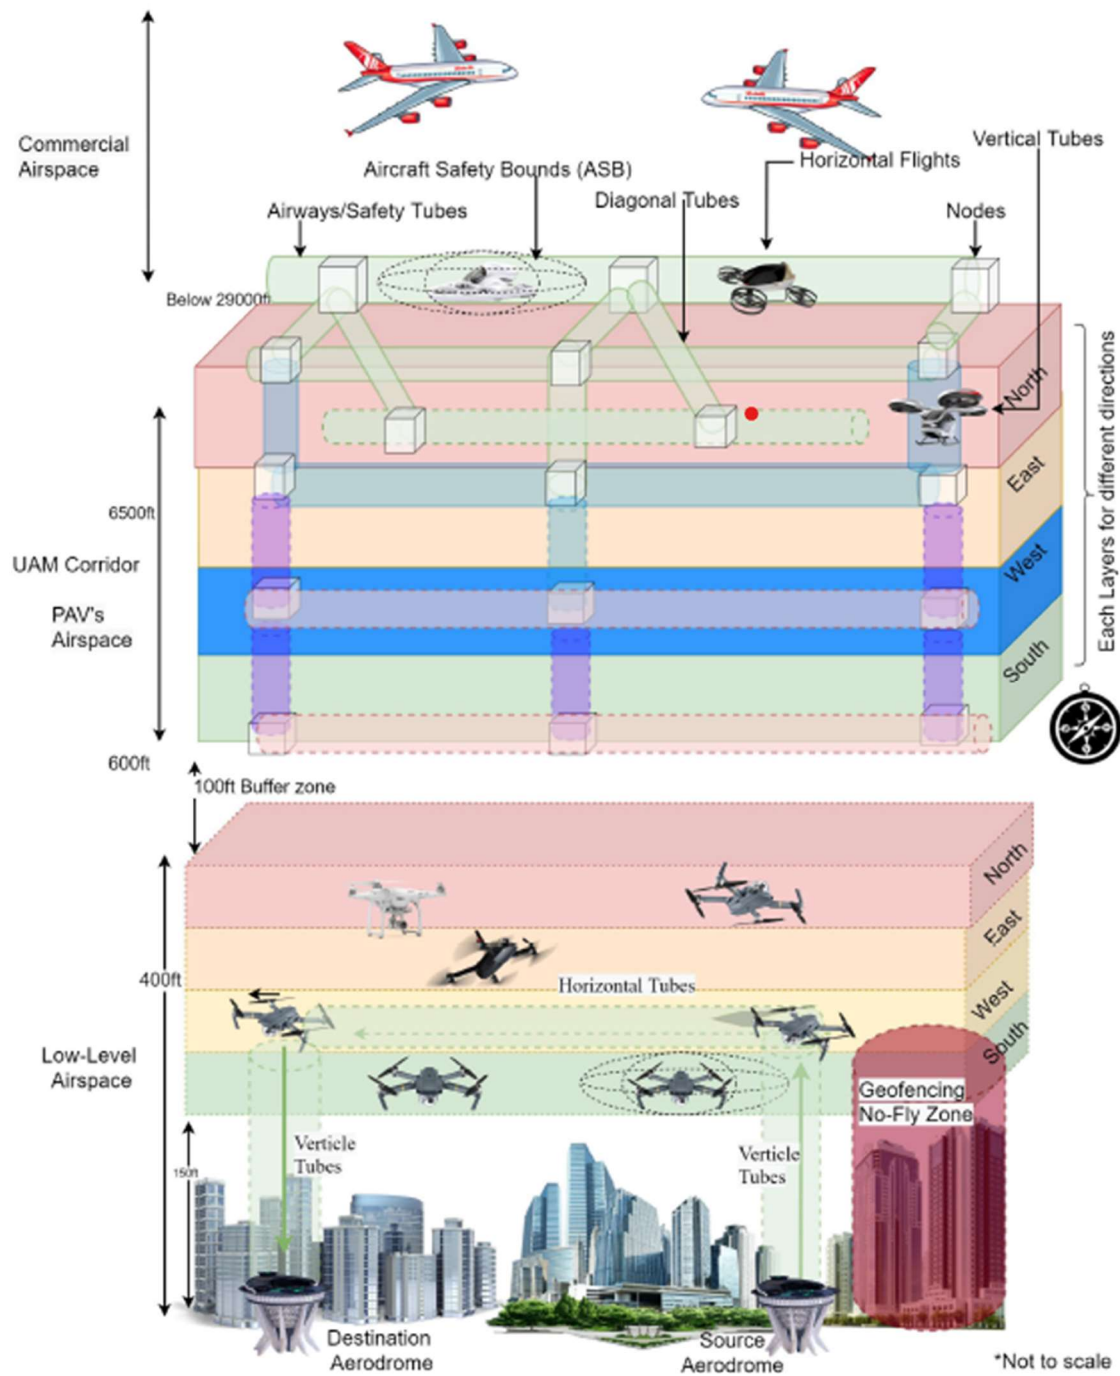 Commercial
Airspace
Vertical Tubes
Horizontal Flights
Aircraft Safety Bounds (ASB)
Diagonal Tubes
Airways/Safety Tubes
Nodes
Below 29000ft
North
East
West
South
Each Layers for different directions
6500ft
UAM Corridor
PAV's
Airspace
600ft
100ft Buffer zone
North
East
West
South
400ft
Horizontal Tubes
Low-Level
Airspace
Geofencing
No-Fly Zone
150ft
Verticle
Tubes
Verticle
Tubes
Destination
Aerodrome
Source
Aerodrome
*Not to scale